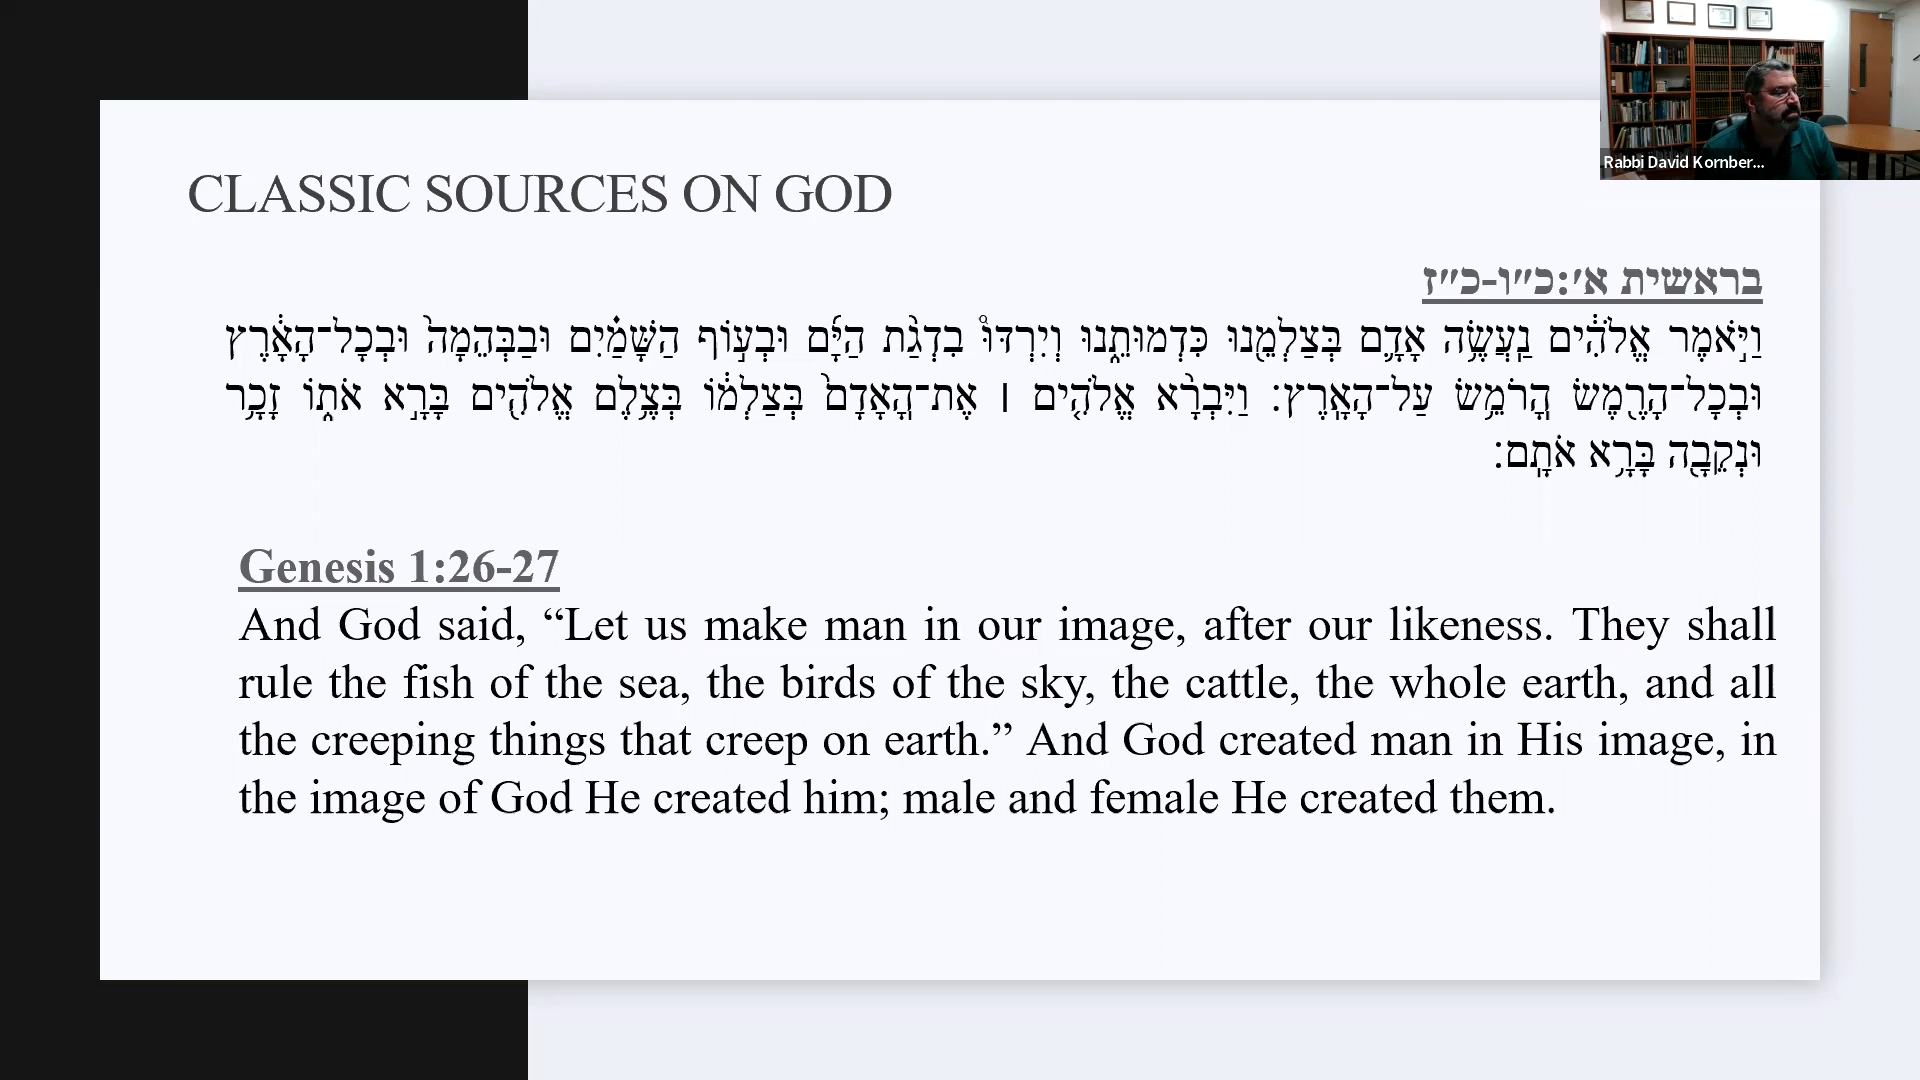 Rabbi David Kornber...
CLASSIC SOURCES ON GOD
בראשית א׳:כ״ו-כ״ז
וַיֹּ֣אמֶר אֱלֹהִ֔ים נַֽעֲשֶׂ֥ה אָדָ֛ם בְּצַלְמֵ֖נוּ כִּדְמוּתֵ֑נוּ וְיִרְדּוּ֩ בִדְגַ֨ת הַיָּ֜ם וּבְע֣וֹף הַשָּׁמַ֗יִם וּבַבְּהֵמָה֙ וּבְכׇל־הָאָ֔רֶץ
וּבְכׇל־הָרֶ֖מֶשׂ הָֽרֹמֵ֥שׂ עַל־הָאָֽרֶץ׃ וַיִּבְרָ֨א אֱלֹהִ֤ים ׀ אֶת־הָֽאָדָם֙ בְּצַלְמ֔וֹ בְּצֶ֥לֶם אֱלֹהִ֖ים בָּרָ֣א אֹת֑וֹ זָכָ֥ר
וּנְקֵבָ֖ה בָּרָ֥א אֹתָֽם׃
Genesis 1:26-27
And God said, “Let us make man in our image, after our likeness. They shall
rule the fish of the sea, the birds of the sky, the cattle, the whole earth, and all
the creeping things that creep on earth.” And God created man in His image, in
the image of God He created him; male and female He created them.